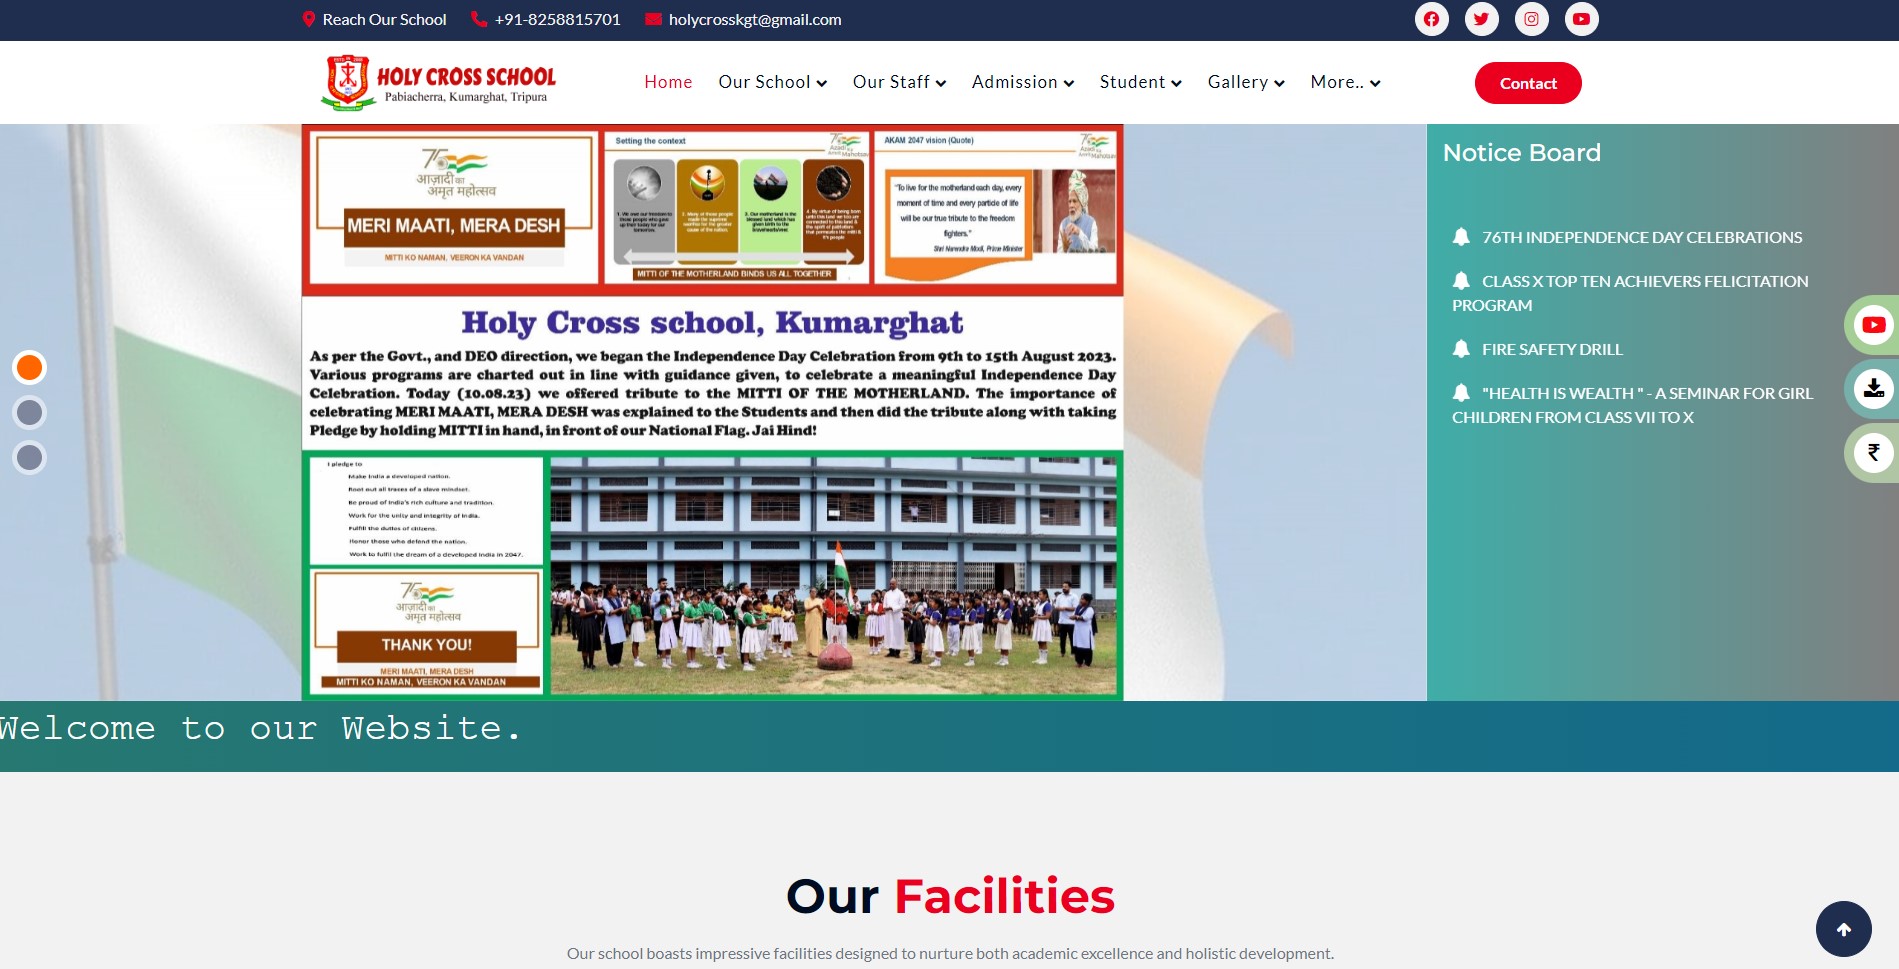 Reach Our School
+91-8258815701
holycrosskgt@gmail.com
HOLY CROSS SCHOOL
Pabiacherra, Kumarghat, Tripura
Home
Our School
Our Staff
Admission
Student
Gallery
More..
Contact
75
आज़ादी का
अमृत महोत्सव
MERI MAATI, MERA DESH
MITTI KO NAMAN, VEERON KA VANDAN
Setting the context
Azadi Ka
Amrit Mahotsav
MITTI OF THE MOTHERLAND BINDS US ALL TOGETHER
AKAM 2047 vision (Quote)
"To live for the motherland each day, every
moment of time and every particle of life
will be our true tribute to the freedom
fighters."
Shri Narendra Modi, Prime Minister
Holy Cross school, Kumarghat
As per the Govt., and DEO direction, we began the Independence Day Celebration from 9th to 15th August 2023.
Various programs are charted out in line with guidance given, to celebrate a meaningful Independence Day
Celebration. Today (10.08.23) we offered tribute to the MITTI OF THE MOTHERLAND. The importance of
celebrating MERI MAATI, MERA DESH was explained to the Students and then did the tribute along with taking
Pledge by holding MITTI in hand, in front of our National Flag. Jai Hind!
I pledge to
Make India a developed nation.
Root out all traces of a slave mindset.
Be proud of India's rich culture and tradition.
Work for the unity and integrity of India.
Fulfill the duties of citizens.
Honor those who defend the nation.
Work to fulfil the dream of a developed India in 2047.
75
आज़ादी का
अमृत महोत्सव
THANK YOU!
MERI MAATI, MERA DESH
MITTI KO NAMAN, VEERON KA VANDAN
Notice Board
76TH INDEPENDENCE DAY CELEBRATIONS
CLASS X TOP TEN ACHIEVERS FELICITATION
PROGRAM
FIRE SAFETY DRILL
"HEALTH IS WEALTH " - A SEMINAR FOR GIRL
CHILDREN FROM CLASS VII TO X
₹
Welcome to our Website.
Our Facilities
Our school boasts impressive facilities designed to nurture both academic excellence and holistic development.